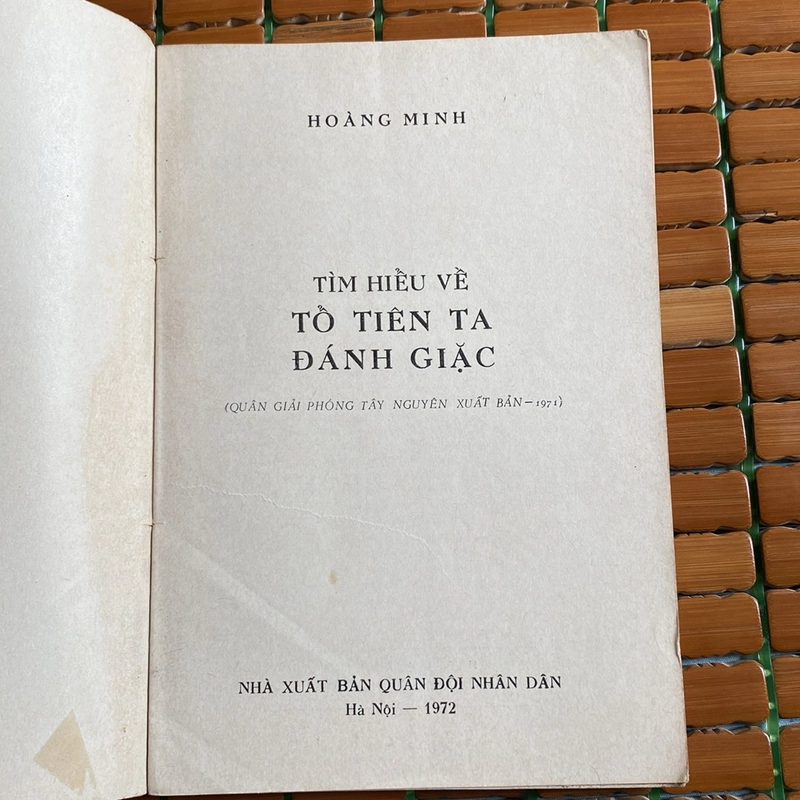 HOÀNG MINH
TÌM HIỂU VỀ
TỔ TIÊN TA
ĐÁNH GIẶC
(QUÂN GIẢI PHÓNG TÂY NGUYÊN XUẤT BẢN — 1971)
NHÀ XUẤT BẢN QUÂN ĐỘI NHÂN DÂN
Hà Nội — 1972